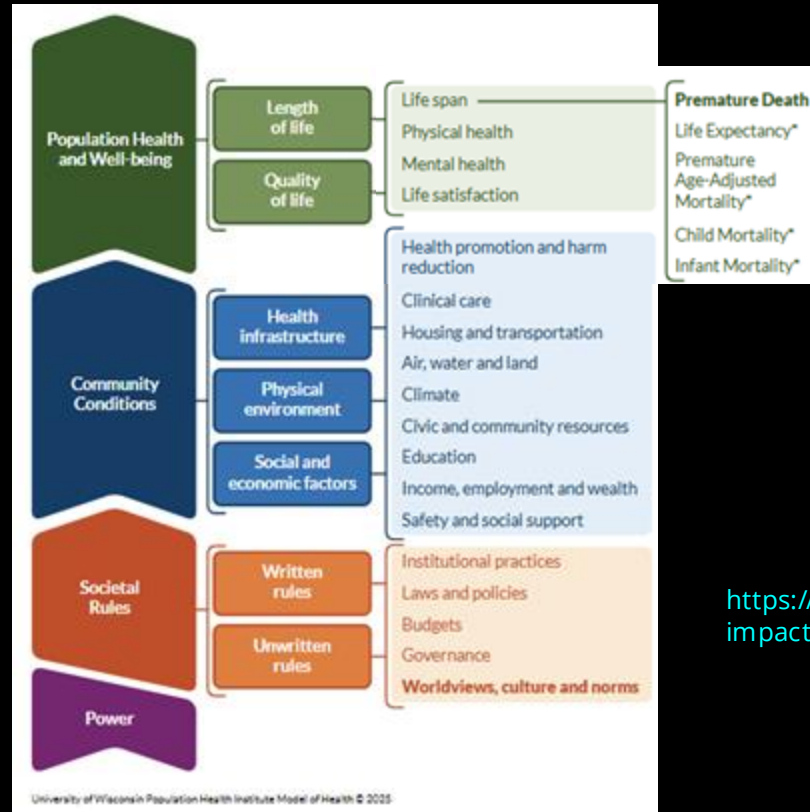 Population Health
and Well-being
Length
of life
Quality
of life
Life span
Physical health
Mental health
Life satisfaction
Premature Death
Life Expectancy*
Premature
Age-Adjusted
Mortality*
Child Mortality*
Infant Mortality*
Community
Conditions
Health
infrastructure
Physical
environment
Social and
economic factors
Health promotion and harm
reduction
Clinical care
Housing and transportation
Air, water and land
Climate
Civic and community resources
Education
Income, employment and wealth
Safety and social support
Societal
Rules
Written
rules
Unwritten
rules
Institutional practices
Laws and policies
Budgets
Governance
Worldviews, culture and norms
Power
https:/
impact
University of Wisconsin Population Health Institute Model of Health © 2025